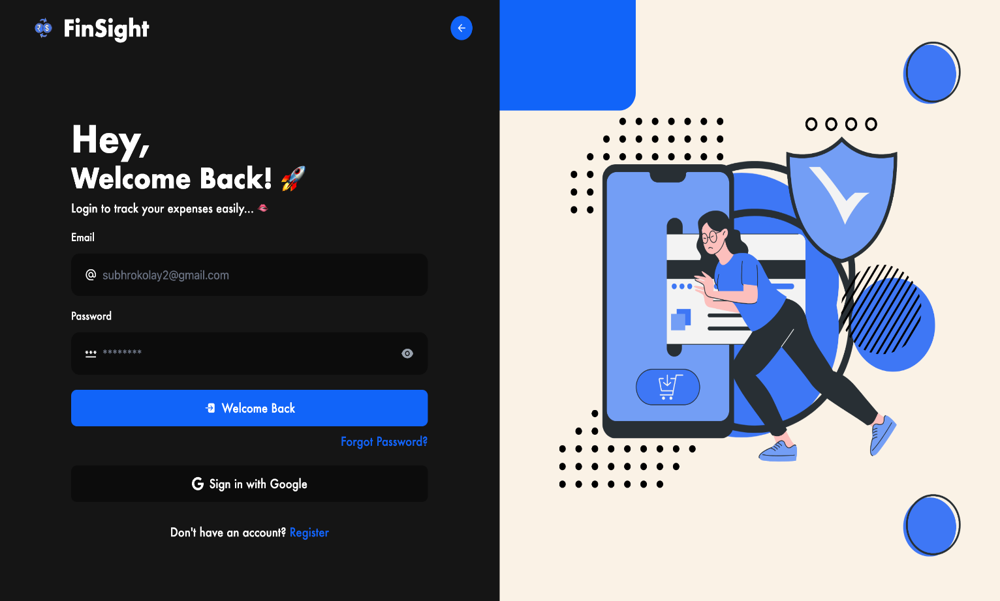 FinSight
Hey,
Welcome Back! 🚀
Login to track your expenses easily... 🫦
Email
@ subhrokolay2@gmail.com
Password
*** ********
Welcome Back
Forgot Password?
G Sign in with Google
Don't have an account? Register